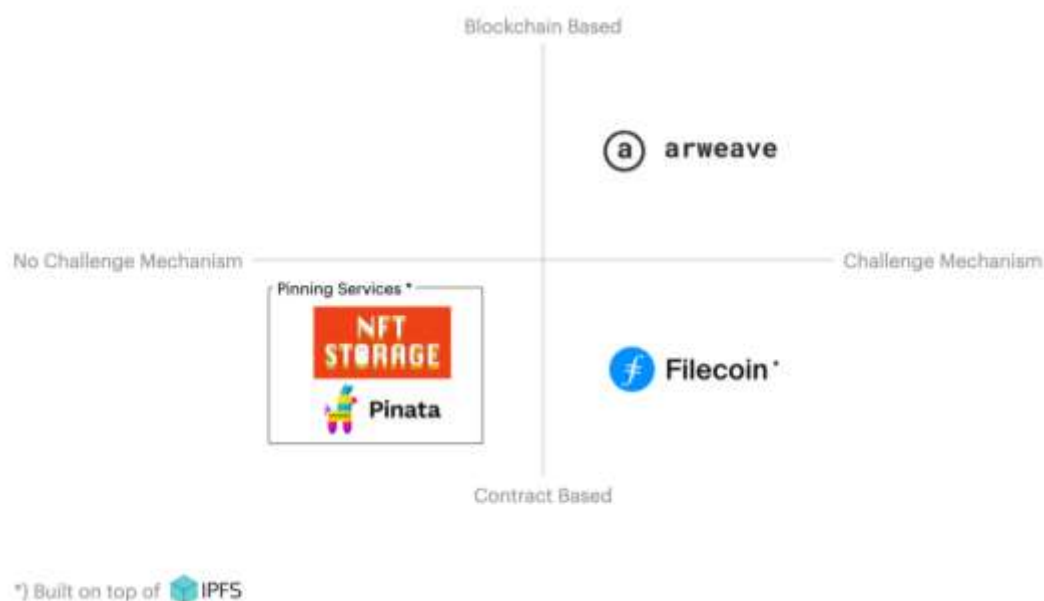 Blockchain Based
a arweave
No Challenge Mechanism
Challenge Mechanism
Pinning Services *
NFT
STORAGE
Pinata
Filecoin *
Contract Based
*) Built on top of IPFS